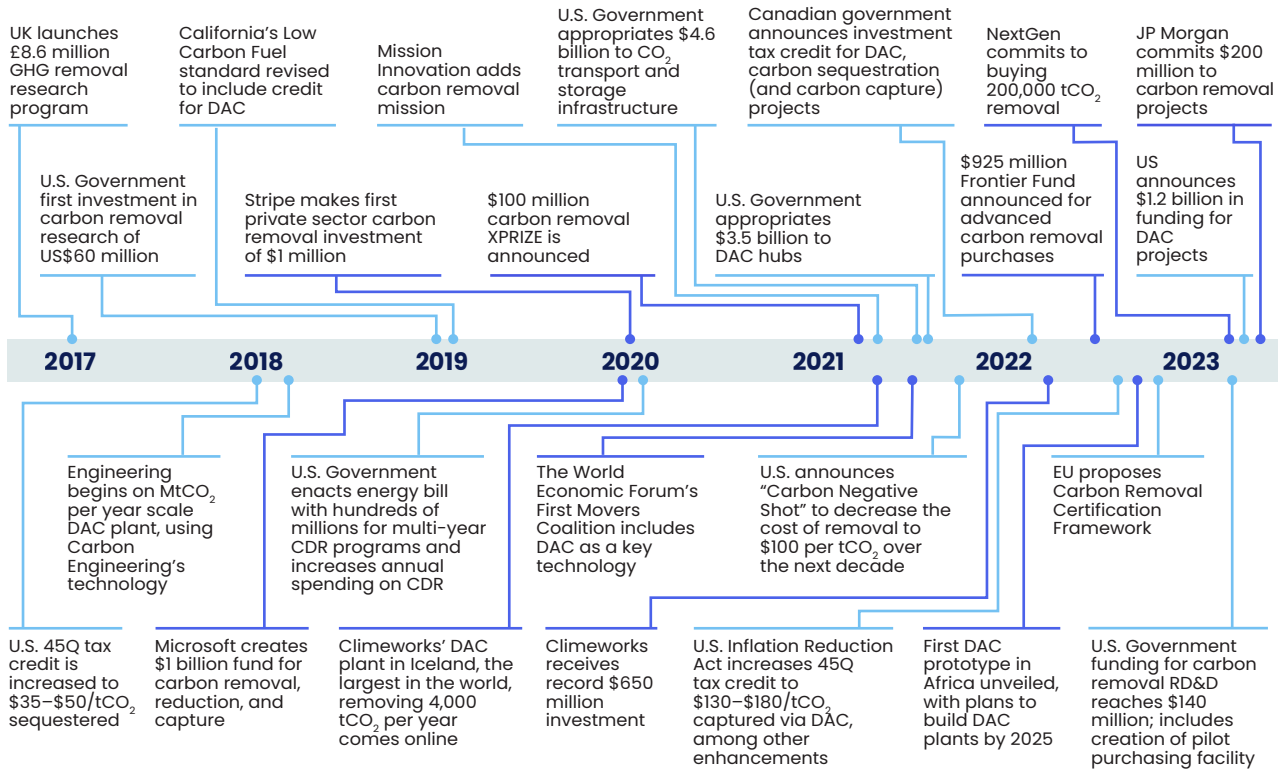 UK launches
£8.6 million
GHG removal
research
program
California's Low
Carbon Fuel
standard revised
to include credit
for DAC
Mission
Innovation adds
carbon removal
mission
U.S. Government
appropriates $4.6
billion to CO₂
transport and
storage
infrastructure
Canadian government
announces investment
tax credit for DAC,
carbon sequestration
(and carbon capture)
projects
NextGen
commits to
buying
200,000 tCO₂
removal
JP Morgan
commits $200
million to
carbon removal
projects
U.S. Government
first investment in
carbon removal
research of
US$60 million
Stripe makes first
private sector carbon
removal investment
of $1 million
$100 million
carbon removal
XPRIZE is
announced
U.S. Government
appropriates
$3.5 billion to
DAC hubs
$925 million
Frontier Fund
announced for
advanced
carbon removal
purchases
US
announces
$1.2 billion in
funding for
DAC
projects
2017 2018 2019 2020 2021 2022 2023
Engineering
begins on MtCO₂
per year scale
DAC plant, using
Carbon
Engineering's
technology
U.S. Government
enacts energy bill
with hundreds of
millions for multi-year
CDR programs and
increases annual
spending on CDR
The World
Economic Forum's
First Movers
Coalition includes
DAC as a key
technology
U.S. announces
“Carbon Negative
Shot” to decrease the
cost of removal to
$100 per tCO₂ over
the next decade
EU proposes
Carbon Removal
Certification
Framework
U.S. 45Q tax
credit is
increased to
$35–$50/tCO₂
sequestered
Microsoft creates
$1 billion fund for
carbon removal,
reduction, and
capture
Climeworks' DAC
plant in Iceland, the
largest in the world,
removing 4,000
tCO₂ per year
comes online
Climeworks
receives
record $650
million
investment
U.S. Inflation Reduction
Act increases 45Q
tax credit to
$130–$180/tCO₂
captured via DAC,
among other
enhancements
First DAC
prototype in
Africa unveiled,
with plans to
build DAC
plants by 2025
U.S. Government
funding for carbon
removal RD&D
reaches $140
million; includes
creation of pilot
purchasing facility